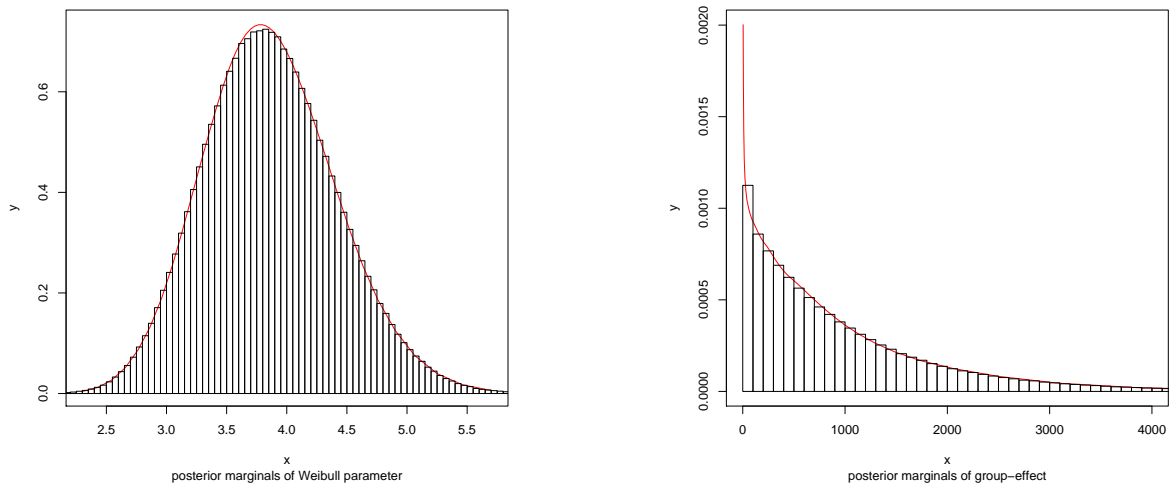 0.0 0.2 0.4 0.6
y
2.5 3.0 3.5 4.0 4.5 5.0 5.5
x
posterior marginals of Weibull parameter
0.0000 0.0005 0.0010 0.0015 0.0020
y
0 1000 2000 3000 4000
x
posterior marginals of group−effect